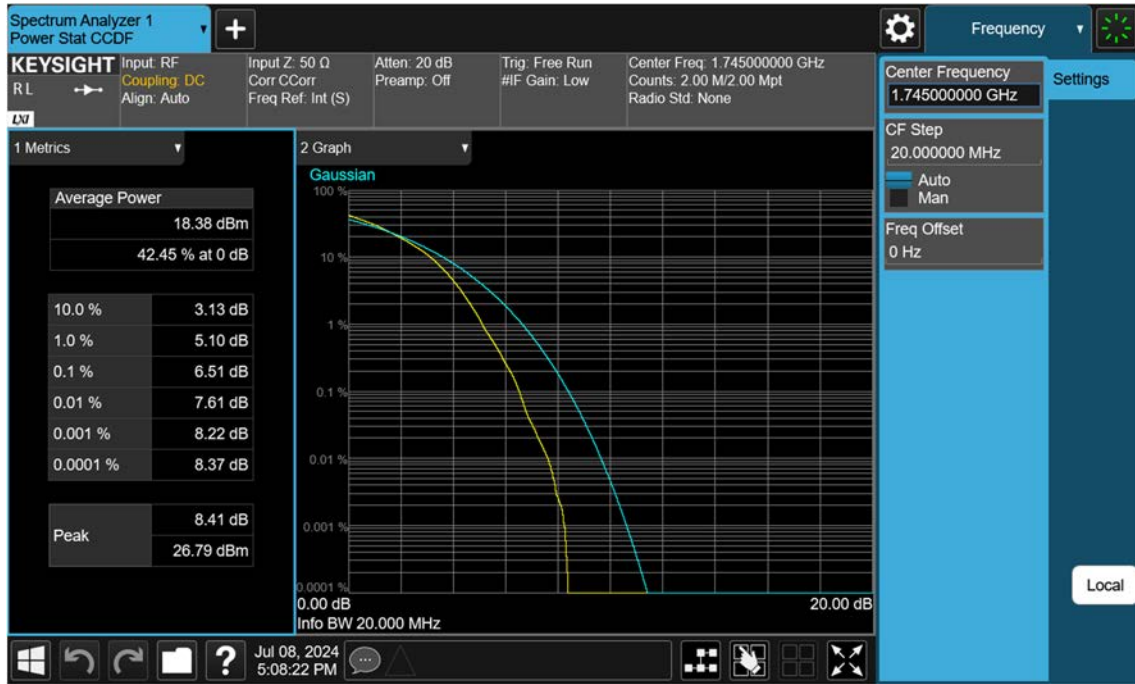 Spectrum Analyzer 1
Power Stat CCDF
+
Frequency
KEYSIGHT
RL
LXI
Input: RF
Coupling: DC
Align: Auto
Input Z: 50 Ω
Corr CCorr
Freq Ref: Int (S)
Atten: 20 dB
Preamp: Off
Trig: Free Run
#IF Gain: Low
Center Freq: 1.745000000 GHz
Counts: 2.00 M/2.00 Mpt
Radio Std: None
Center Frequency
1.745000000 GHz
Settings
CF Step
20.000000 MHz
Auto
Man
Freq Offset
0 Hz
Local
1 Metrics
Average Power
18.38 dBm
42.45 % at 0 dB
10.0 % 3.13 dB
1.0 % 5.10 dB
0.1 % 6.51 dB
0.01 % 7.61 dB
0.001 % 8.22 dB
0.0001 % 8.37 dB
Peak
8.41 dB
26.79 dBm
2 Graph
Gaussian
100 %
10 %
1 %
0.1 %
0.01 %
0.001 %
0.0001 %
0.00 dB 20.00 dB
Info BW 20.000 MHz
?
Jul 08, 2024
5:08:22 PM